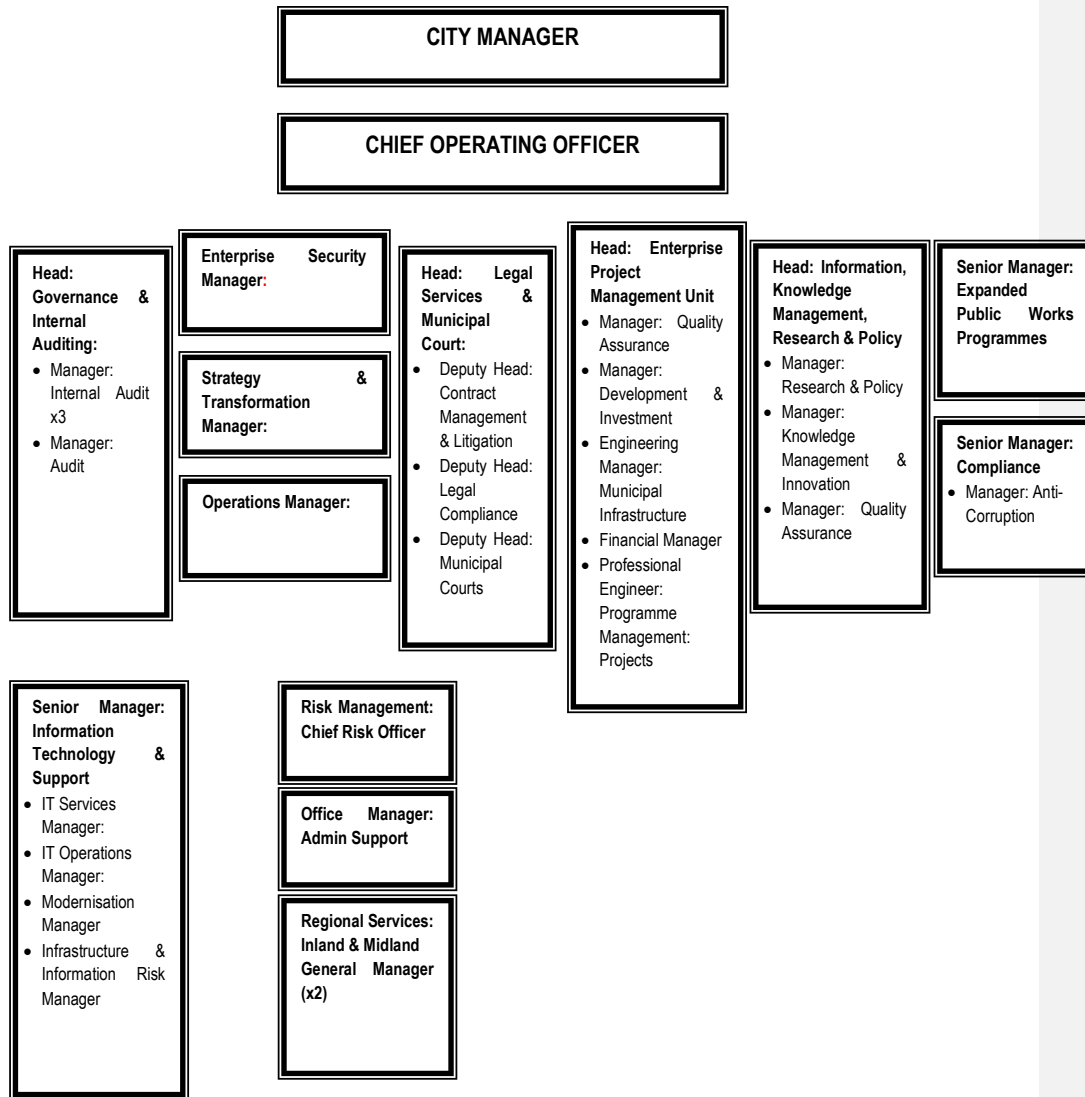 CITY MANAGER
CHIEF OPERATING OFFICER
Head:
Governance &
Internal
Auditing:
• Manager:
Internal Audit
x3
• Manager:
Audit
Enterprise Security
Manager:
Strategy &
Transformation
Manager:
Operations Manager:
Head: Legal
Services &
Municipal
Court:
• Deputy Head:
Contract
Management
& Litigation
• Deputy Head:
Legal
Compliance
• Deputy Head:
Municipal
Courts
Head: Enterprise
Project
Management Unit
• Manager: Quality
Assurance
• Manager:
Development &
Investment
• Engineering
Manager:
Municipal
Infrastructure
• Financial Manager
• Professional
Engineer:
Programme
Management:
Projects
Head: Information,
Knowledge
Management,
Research & Policy
• Manager:
Research & Policy
• Manager:
Knowledge
Management &
Innovation
• Manager: Quality
Assurance
Senior Manager:
Expanded
Public Works
Programmes
Senior Manager:
Compliance
• Manager: Anti-
Corruption
Senior Manager:
Information
Technology &
Support
• IT Services
Manager:
• IT Operations
Manager:
• Modernisation
Manager
• Infrastructure &
Information Risk
Manager
Risk Management:
Chief Risk Officer
Office Manager:
Admin Support
Regional Services:
Inland & Midland
General Manager
(x2)